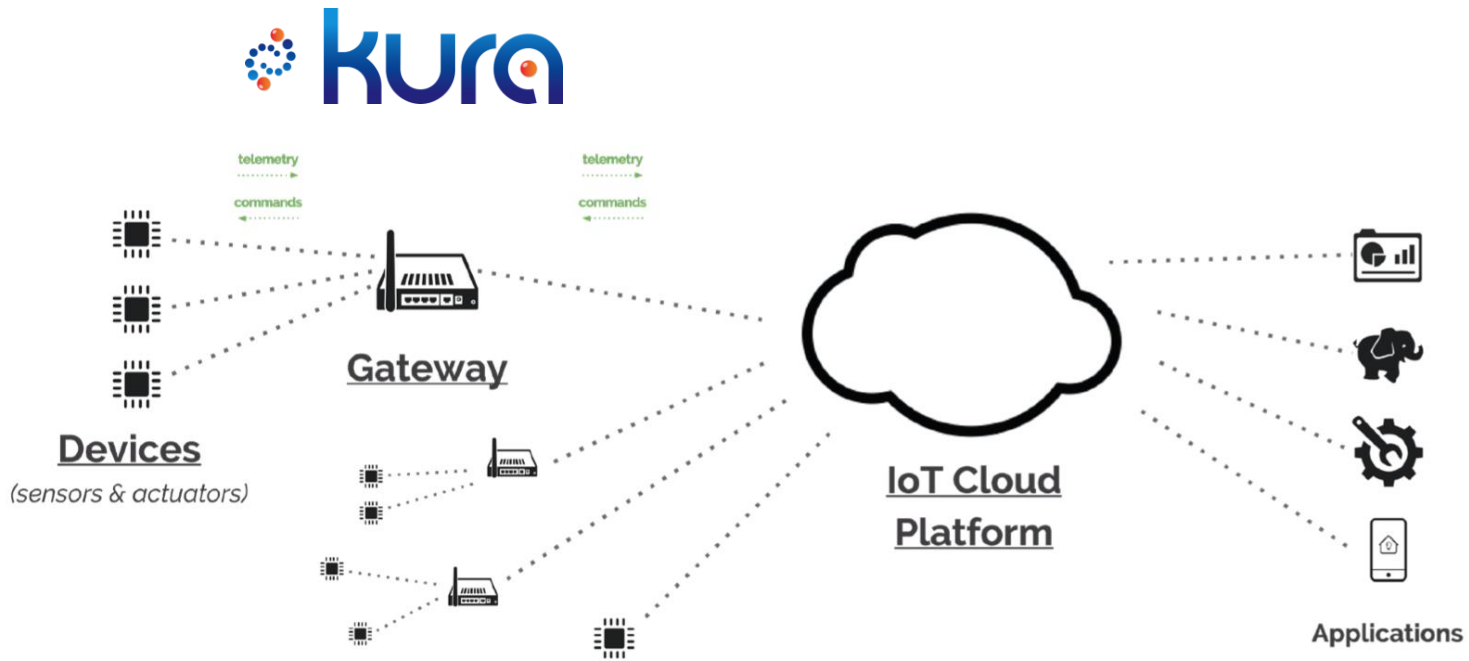 kura
telemetry
commands
telemetry
commands
Gateway
Devices
(sensors & actuators)
IoT Cloud
Platform
Applications